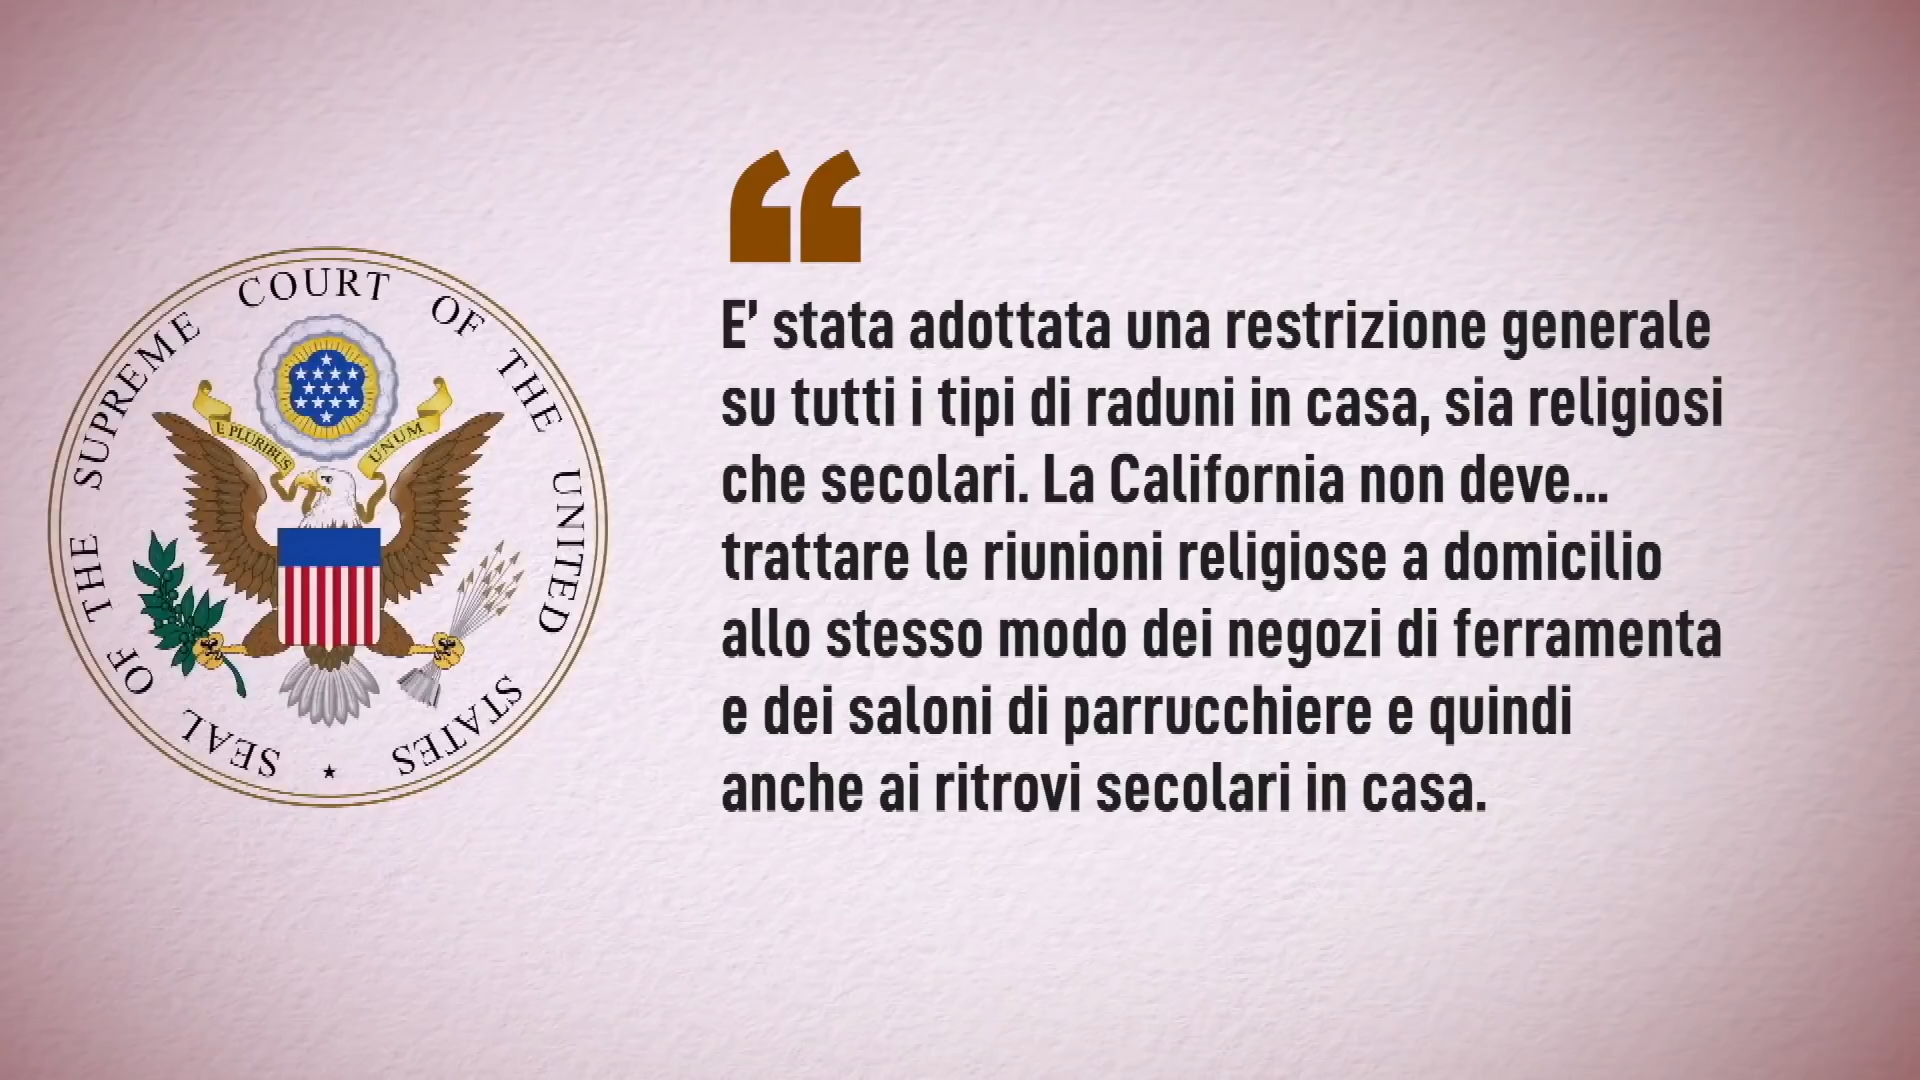 SEAL OF THE SUPREME COURT OF THE UNITED STATES
E PLURIBUS UNUM
E’ stata adottata una restrizione generale
su tutti i tipi di raduni in casa, sia religiosi
che secolari. La California non deve...
trattare le riunioni religiose a domicilio
allo stesso modo dei negozi di ferramenta
e dei saloni di parrucchiere e quindi
anche ai ritrovi secolari in casa.